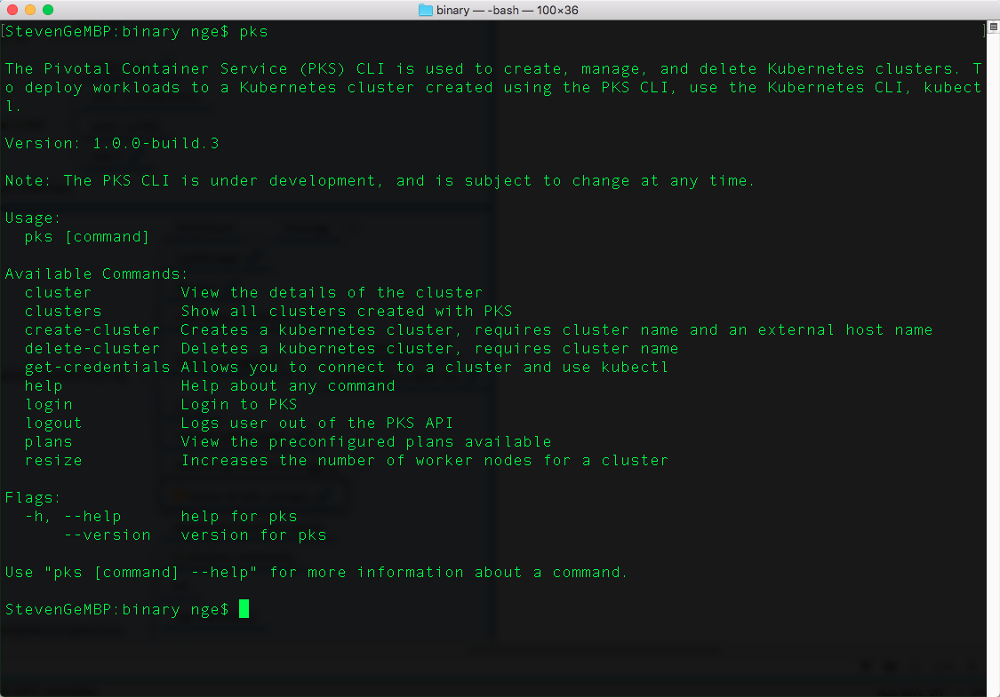 binary — -bash — 100×36
[StevenGeMBP:binary nge$ pks ]
The Pivotal Container Service (PKS) CLI is used to create, manage, and delete Kubernetes clusters. T
o deploy workloads to a Kubernetes cluster created using the PKS CLI, use the Kubernetes CLI, kubect
l.
Version: 1.0.0-build.3
Note: The PKS CLI is under development, and is subject to change at any time.
Usage:
  pks [command]
Available Commands:
  cluster         View the details of the cluster
  clusters        Show all clusters created with PKS
  create-cluster  Creates a kubernetes cluster, requires cluster name and an external host name
  delete-cluster  Deletes a kubernetes cluster, requires cluster name
  get-credentials Allows you to connect to a cluster and use kubectl
  help            Help about any command
  login           Login to PKS
  logout          Logs user out of the PKS API
  plans           View the preconfigured plans available
  resize          Increases the number of worker nodes for a cluster
Flags:
  -h, --help      help for pks
      --version   version for pks
Use "pks [command] --help" for more information about a command.
StevenGeMBP:binary nge$